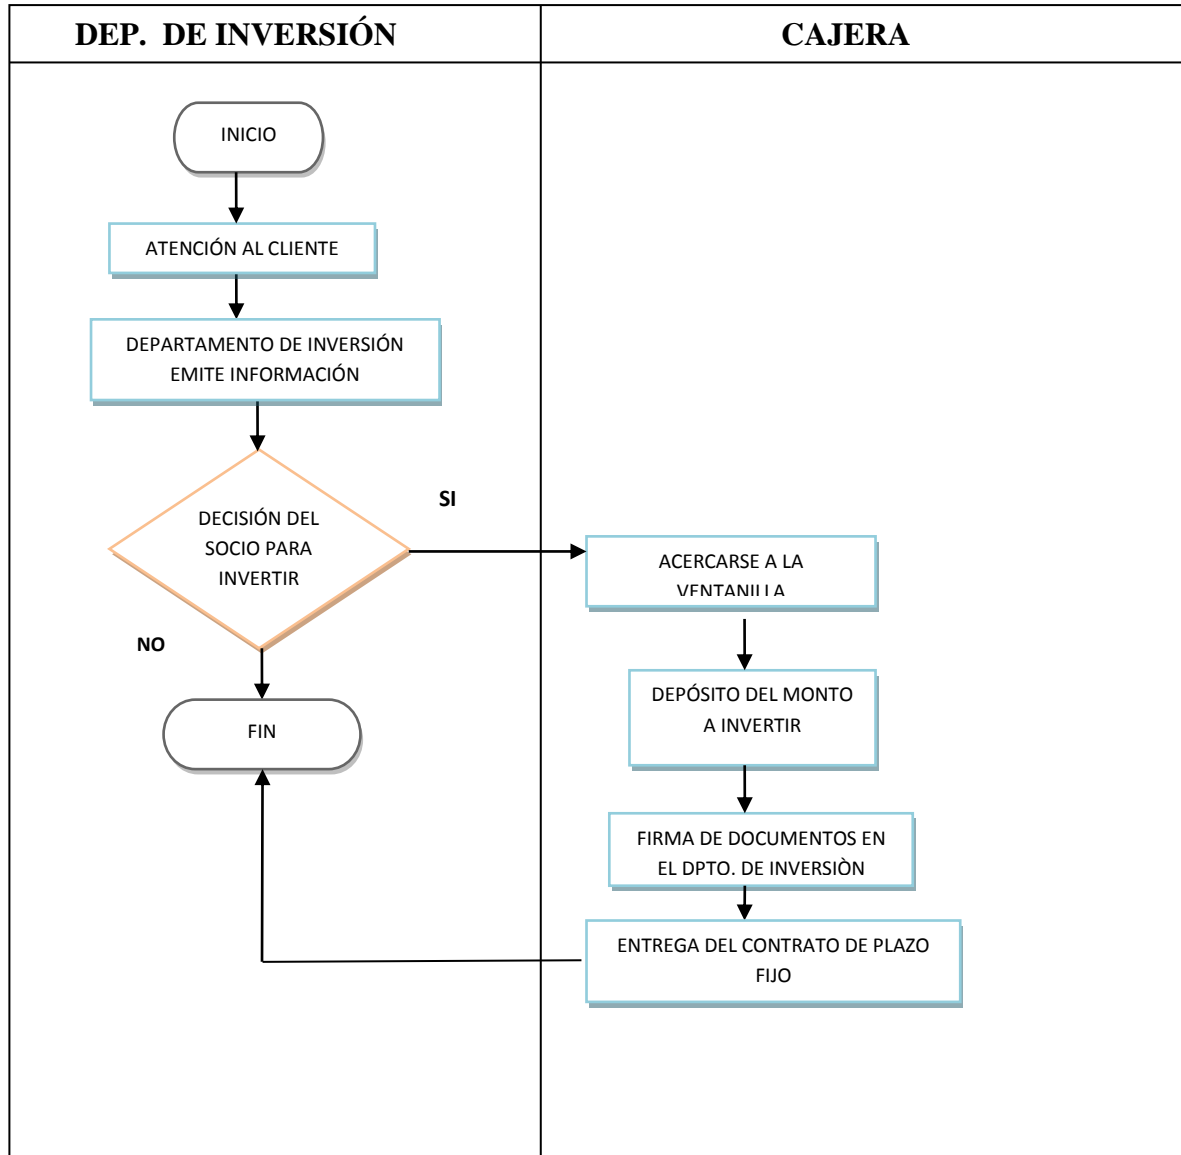 DEP. DE INVERSIÓN
CAJERA
INICIO
ATENCIÓN AL CLIENTE
DEPARTAMENTO DE INVERSIÓN
EMITE INFORMACIÓN
DECISIÓN DEL
SOCIO PARA
INVERTIR
SI
NO
FIN
ACERCARSE A LA
VENTANILLA
DEPÓSITO DEL MONTO
A INVERTIR
FIRMA DE DOCUMENTOS EN
EL DPTO. DE INVERSIÒN
ENTREGA DEL CONTRATO DE PLAZO
FIJO